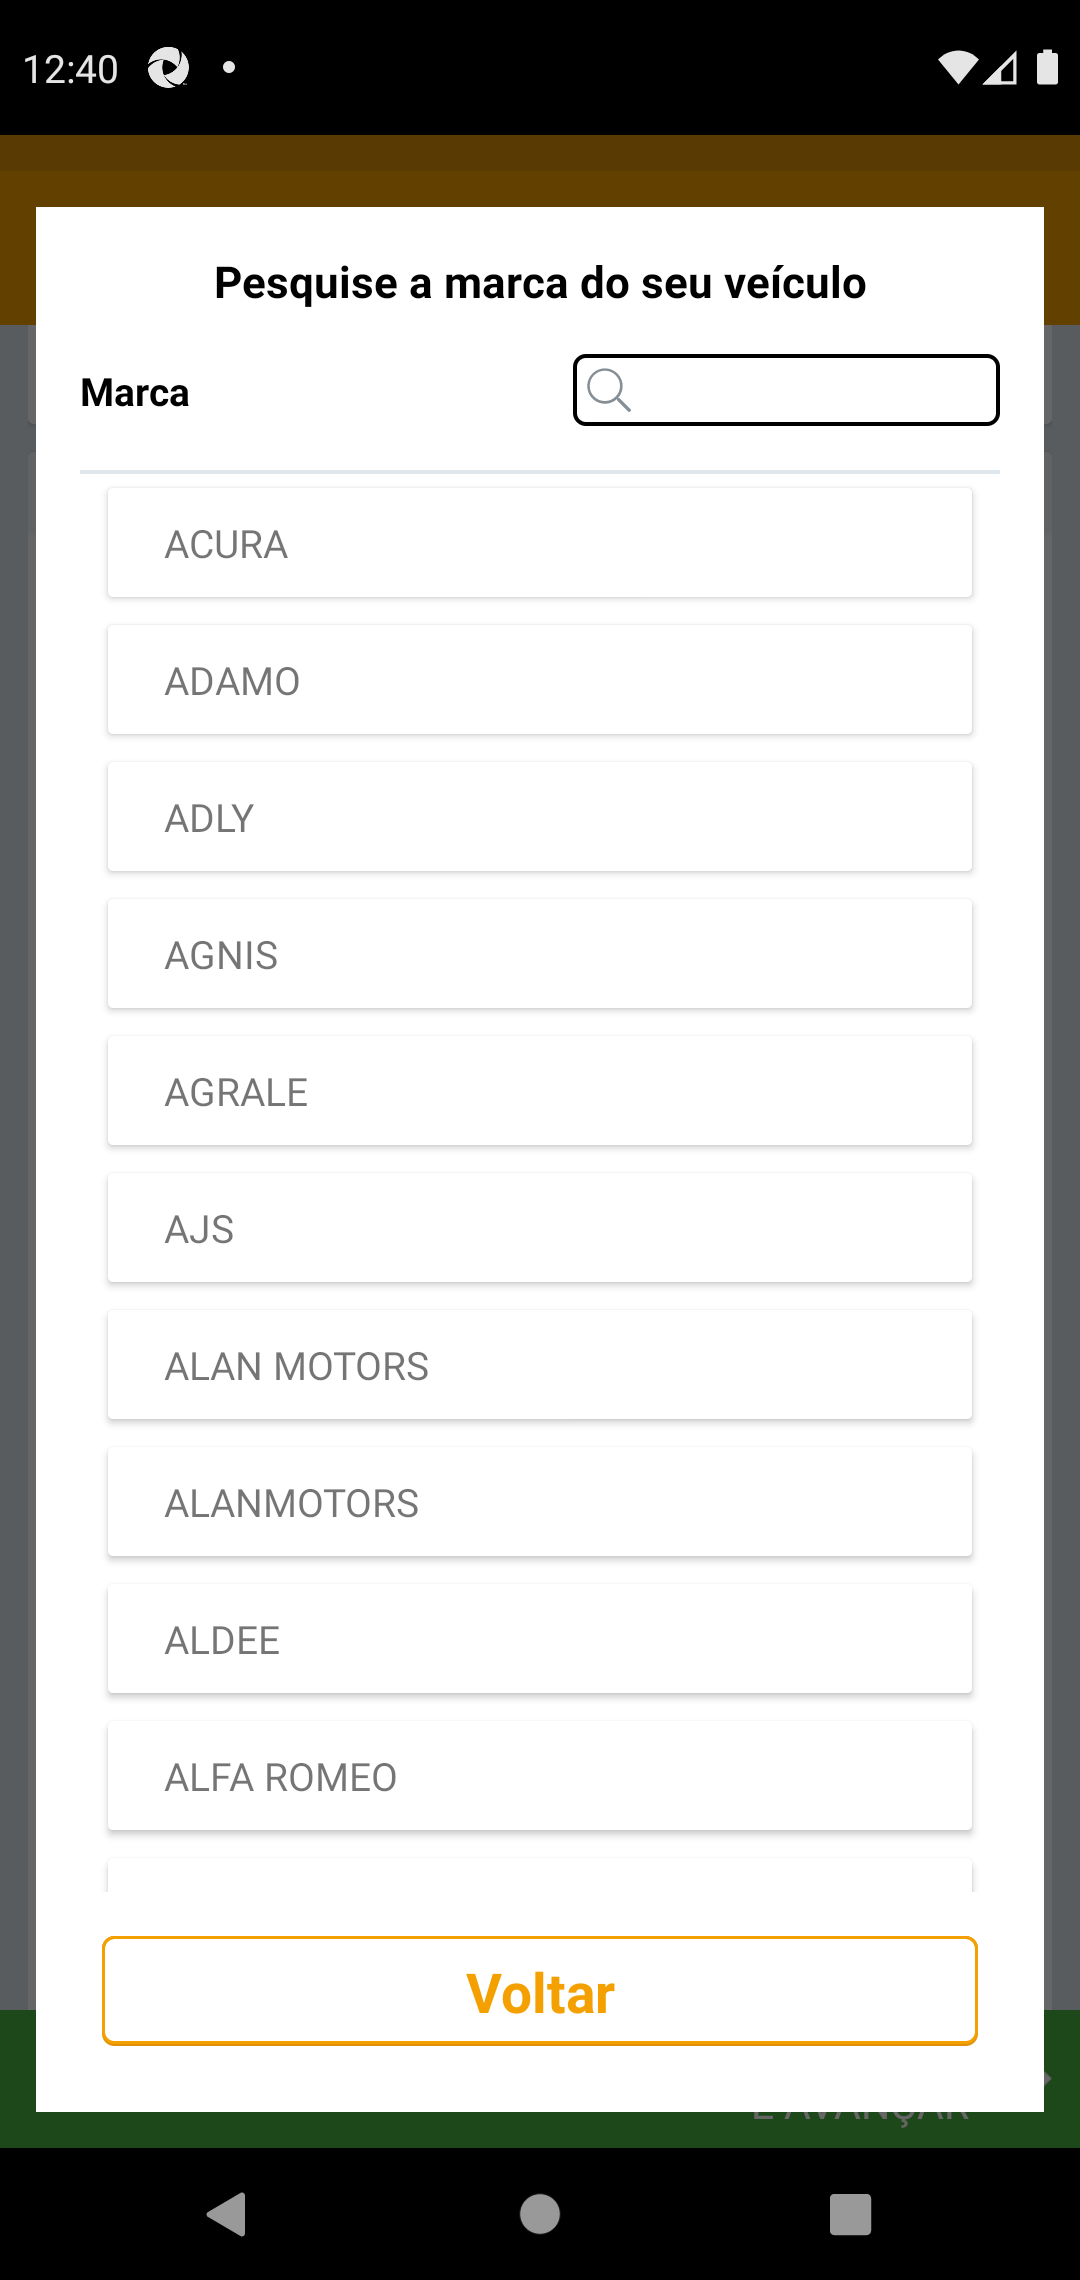 12:40
Pesquise a marca do seu veículo
Marca
ACURA
ADAMO
ADLY
AGNIS
AGRALE
AJS
ALAN MOTORS
ALANMOTORS
ALDEE
ALFA ROMEO
Voltar
E AVANÇAR